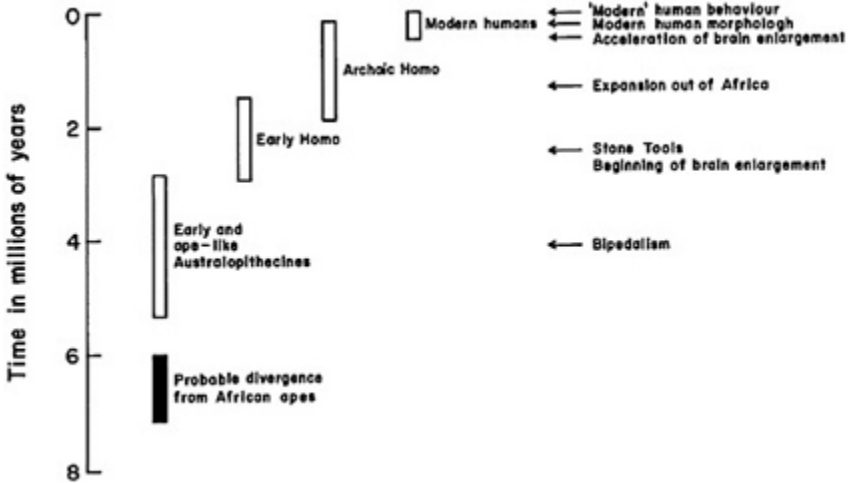 Time in millions of years
0
2
4
6
8
Modern humans
Archaic Homo
Early Homo
Early and
ape-like
Australopithecines
Probable divergence
from African apes
'Modern' human behaviour
Modern human morphologh
Acceleration of brain enlargement
Expansion out of Africa
Stone Tools
Beginning of brain enlargement
Bipedalism